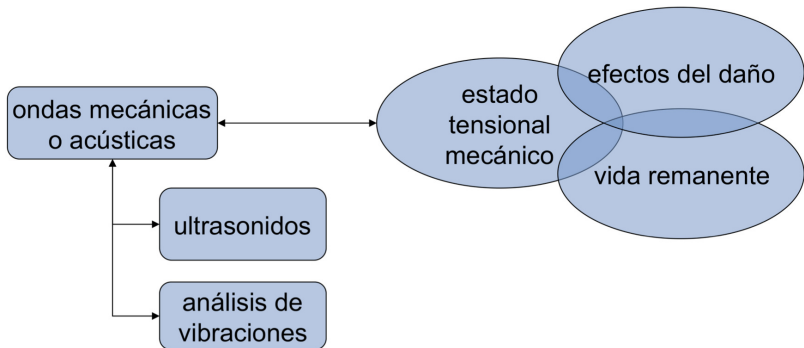 ondas mecánicas
o acústicas
estado
tensional
mecánico
efectos del daño
vida remanente
ultrasonidos
análisis de
vibraciones